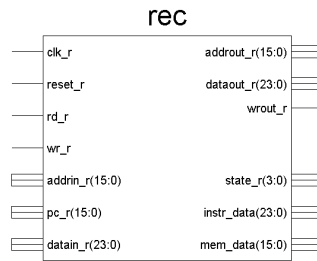 rec
clk_r
addrout_r(15:0)
reset_r
dataout_r(23:0)
wrout_r
rd_r
wr_r
addrin_r(15:0)
state_r(3:0)
pc_r(15:0)
instr_data(23:0)
datain_r(23:0)
mem_data(15:0)